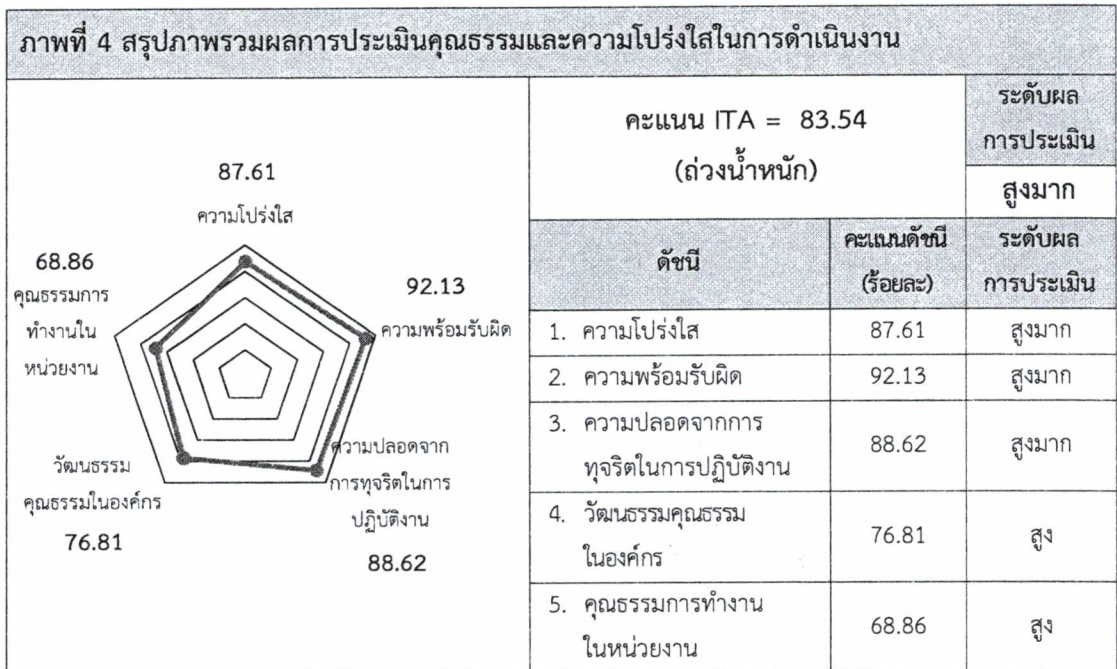 ภาพที่ 4 สรุปภาพรวมผลการประเมินคุณธรรมและความโปร่งใสในการดำเนินงาน
87.61
ความโปร่งใส
68.86
คุณธรรมการ
ทำงานใน
หน่วยงาน
92.13
ความพร้อมรับผิด
วัฒนธรรม
คุณธรรมในองค์กร
76.81
ความปลอดจาก
การทุจริตในการ
ปฏิบัติงาน
88.62
คะแนน ITA = 83.54
(ถ่วงน้ำหนัก)
ระดับผล
การประเมิน
สูงมาก
ดัชนี
คะแนนดัชนี
(ร้อยละ)
ระดับผล
การประเมิน
1. ความโปร่งใส 87.61 สูงมาก
2. ความพร้อมรับผิด 92.13 สูงมาก
3. ความปลอดจากการ
ทุจริตในการปฏิบัติงาน 88.62 สูงมาก
4. วัฒนธรรมคุณธรรม
ในองค์กร 76.81 สูง
5. คุณธรรมการทำงาน
ในหน่วยงาน 68.86 สูง